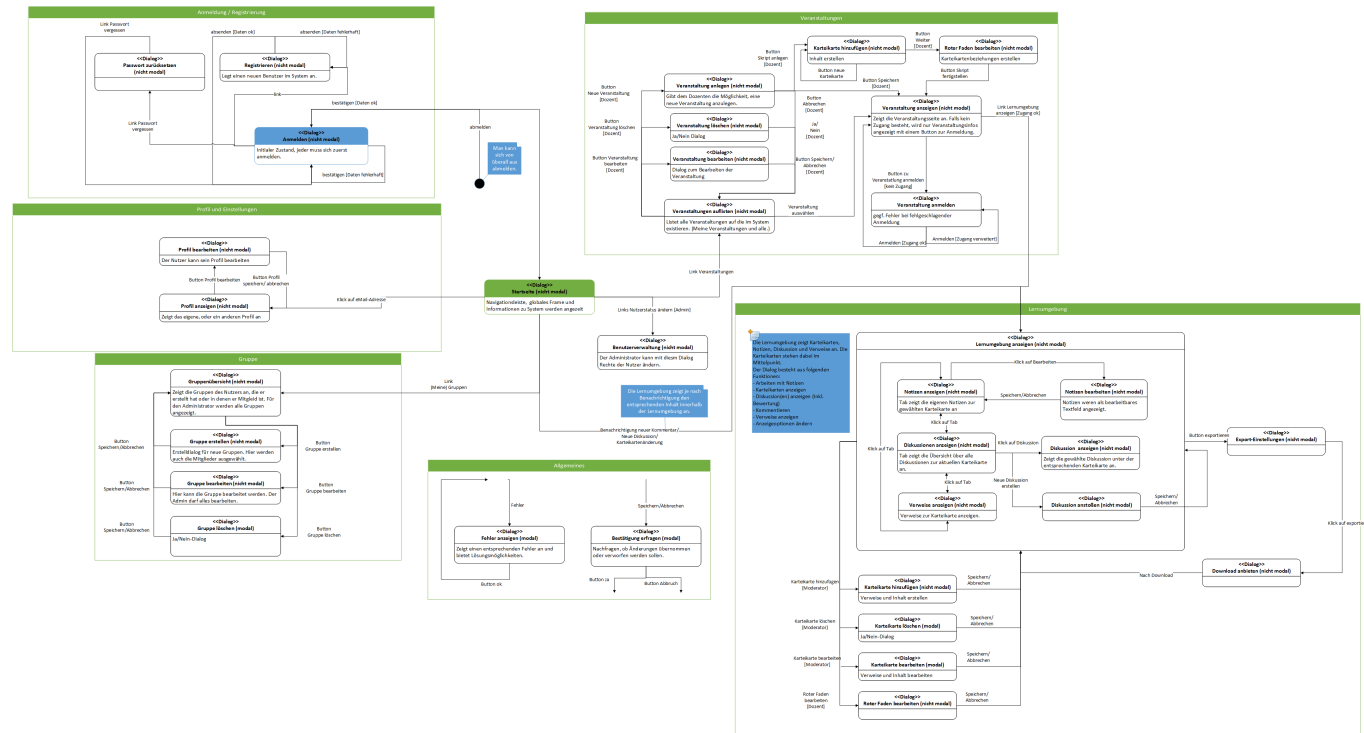 Anmeldung / Registrierung
Link Passwort
vergessen
absenden [Daten ok]
absenden [Daten fehlerhaft]
<<Dialog>>
Passwort zurücksetzen
(nicht modal)
<<Dialog>>
Registrieren (nicht modal)
Legt einen neuen Benutzer im System an.
link
bestätigen [Daten ok]
Link Passwort
vergessen
<<Dialog>>
Anmelden (nicht modal)
Initialer Zustand, jeder muss sich zuerst
anmelden.
bestätigen [Daten fehlerhaft]
abmelden
Man kann
sich von
überall aus
abmelden
Veranstaltungen
Button
Skript anlegen
[Dozent]
<<Dialog>>
Karteikarte hinzufügen (nicht modal)
Inhalt erstellen
Button
Weiter
[Dozent]
<<Dialog>>
Roter Faden bearbeiten (nicht modal)
Karteikartenbeziehungen erstellen
Button neue
Karteikarte
Button Skript
fertigstellen
Button
Neue Veranstaltung
[Dozent]
<<Dialog>>
Veranstaltung anlegen (nicht modal)
Gibt dem Dozenten die Möglichkeit, eine
neue Veranstaltung anzulegen.
Button Speichern
[Dozent]
Button
Abbrechen
[Dozent]
<<Dialog>>
Veranstaltung anzeigen (nicht modal)
Zeigt die Veranstaltungsseite an. Falls kein
Zugang besteht, wird nur Veranstaltungsinfos
angezeigt mit einem Button zur Anmeldung.
Link Lernumgebung
anzeigen [Zugang ok]
Button
Veranstaltung löschen
[Dozent]
<<Dialog>>
Veranstaltung löschen (nicht modal)
Ja/Nein Dialog
Ja/
Nein
[Dozent]
Button Veranstaltung
bearbeiten
[Dozent]
<<Dialog>>
Veranstaltung bearbeiten (nicht modal)
Dialog zum Bearbeiten der
Veranstaltung
Button Speichern/
Abbrechen
[Dozent]
Button zu
Veranstatlung anmelden
[kein Zugang]
<<Dialog>>
Veranstaltungen auflisten (nicht modal)
Listet alle Veranstaltungen auf die im System
existieren. (Meine Veranstaltungen und alle.)
Veranstaltung
auswählen
<<Dialog>>
Veranstaltung anmelden
ggf. Fehler bei fehlgeschlagender
Anmeldung
Anmelden [Zugang ok]
Anmelden [Zugang verweitert]
Profil und Einstellungen
<<Dialog>>
Profil bearbeiten (nicht modal)
Der Nutzer kann sein Profil bearbeiten
Button Profil bearbeiten
Button Profil
speichern/ abbrechen
<<Dialog>>
Profil anzeigen (nicht modal)
Zeigt das eigene, oder ein anderen Profil an
Klick auf eMail-Adresse
<<Dialog>>
Startseite (nicht modal)
Navigationsleiste, globales Frame und
Informationen zu System werden angezeit
Link Veranstaltungen
Links Nutzerstatus ändern [Admin]
<<Dialog>>
Benutzerverwaltung (nicht modal)
Der Administrator kann mit diesm Dialog
Rechte der Nutzer ändern.
Die Lernumgebung zeigt je nach
Benachrichtigung den
entsprechenden Inhalt innerhalb
der Lernumgebung an.
Link
(Meine) Gruppen
Benachrichtigung neuer Kommentar/
Neue Diskussion/
Karteikartenänderung
Gruppe
<<Dialog>>
Gruppenübersicht (nicht modal)
Zeigt die Gruppen des Nutzers an, die er
erstellt hat oder in denen er Mitglied ist. Für
den Administrator werden alle Gruppen
angezeigt.
Button
Speichern/Abbrechen
<<Dialog>>
Gruppe erstellen (nicht modal)
Erstelldialog für neue Gruppen. Hier werden
auch die Mitglieder ausgewählt.
Button
Gruppe erstellen
Button
Speichern/Abbrechen
<<Dialog>>
Gruppe bearbeiten (nicht modal)
Hier kann die Gruppe bearbeitet werden. Der
Admin darf alles bearbeiten.
Button
Gruppe bearbeiten
Button
Speichern/Abbrechen
<<Dialog>>
Gruppe löschen (modal)
Ja/Nein-Dialog
Button
Gruppe löschen
Allgemeines
Fehler
<<Dialog>>
Fehler anzeigen (modal)
Zeigt einen entsprechenden Fehler an und
bietet Lösungsmöglichkeiten.
Button ok
Speichern/Abbrechen
<<Dialog>>
Bestätigung erfragen (modal)
Nachfragen, ob Änderungen übernommen
oder verworfen werden sollen.
Button Ja
Button Abbruch
Lernumgebung
Die Lernumgebung zeigt Karteikarten,
Notizen, Diskussion und Verweise an. Die
Karteikarten stehen dabei im
Mittelpunkt.
Der Dialog besteht aus folgenden
Funktionen:
- Arbeiten mit Notizen
- Karteikarten anzeigen
- Diskussion(en) anzeigen (inkl.
Bewertung)
- Kommentieren
- Verweise anzeigen
- Anzeigeoptionen ändern
<<Dialog>>
Lernumgebung anzeigen (nicht modal)
Klick auf Bearbeiten
<<Dialog>>
Notizen anzeigen (nicht modal)
Tab zeigt die eigenen Notizen zur
gewählten Karteikarte an
Speichern/Abbrechen
<<Dialog>>
Notizen bearbeiten (nicht modal)
Notizen weren als bearbeitbares
Textfeld angezeigt.
Klick auf Tab
Klick auf Tab
<<Dialog>>
Diskussionen anzeigen (nicht modal)
Tab zeigt die Übersicht über alle
Diskussionen zur aktuellen Karteikarte
an.
Klick auf Diskussion
<<Dialog>>
Diskussion anzeigen (nicht modal)
Zeigt die gewählte Diskussion unter der
entsprechenden Karteikarte an.
Klick auf Tab
Neue Diskussion
erstellen
<<Dialog>>
Verweise anzeigen (nicht modal)
Verweise zur Karteikarte anzeigen.
<<Dialog>>
Diskussion anstoßen (nicht modal)
Speichern/
Abbrechen
Button exportieren
<<Dialog>>
Export-Einstellungen (nicht modal)
Klick auf exportie
<<Dialog>>
Download anbieten (nicht modal)
Nach Download
Karteikarte hinzufügen
[Moderator]
<<Dialog>>
Karteikarte hinzufügen (nicht modal)
Verweise und Inhalt erstellen
Speichern/
Abbrechen
Karteikarte löschen
[Moderator]
<<Dialog>>
Karteikarte löschen (modal)
Ja/Nein-Dialog
Speichern/
Abbrechen
Karteikarte bearbeiten
[Moderator]
<<Dialog>>
Karteikarte bearbeiten (modal)
Verweise und Inhalt bearbeiten
Speichern/
Abbrechen
Roter Faden
bearbeiten
[Dozent]
<<Dialog>>
Roter Faden bearbeiten (nicht modal)
Speichern/
Abbrechen